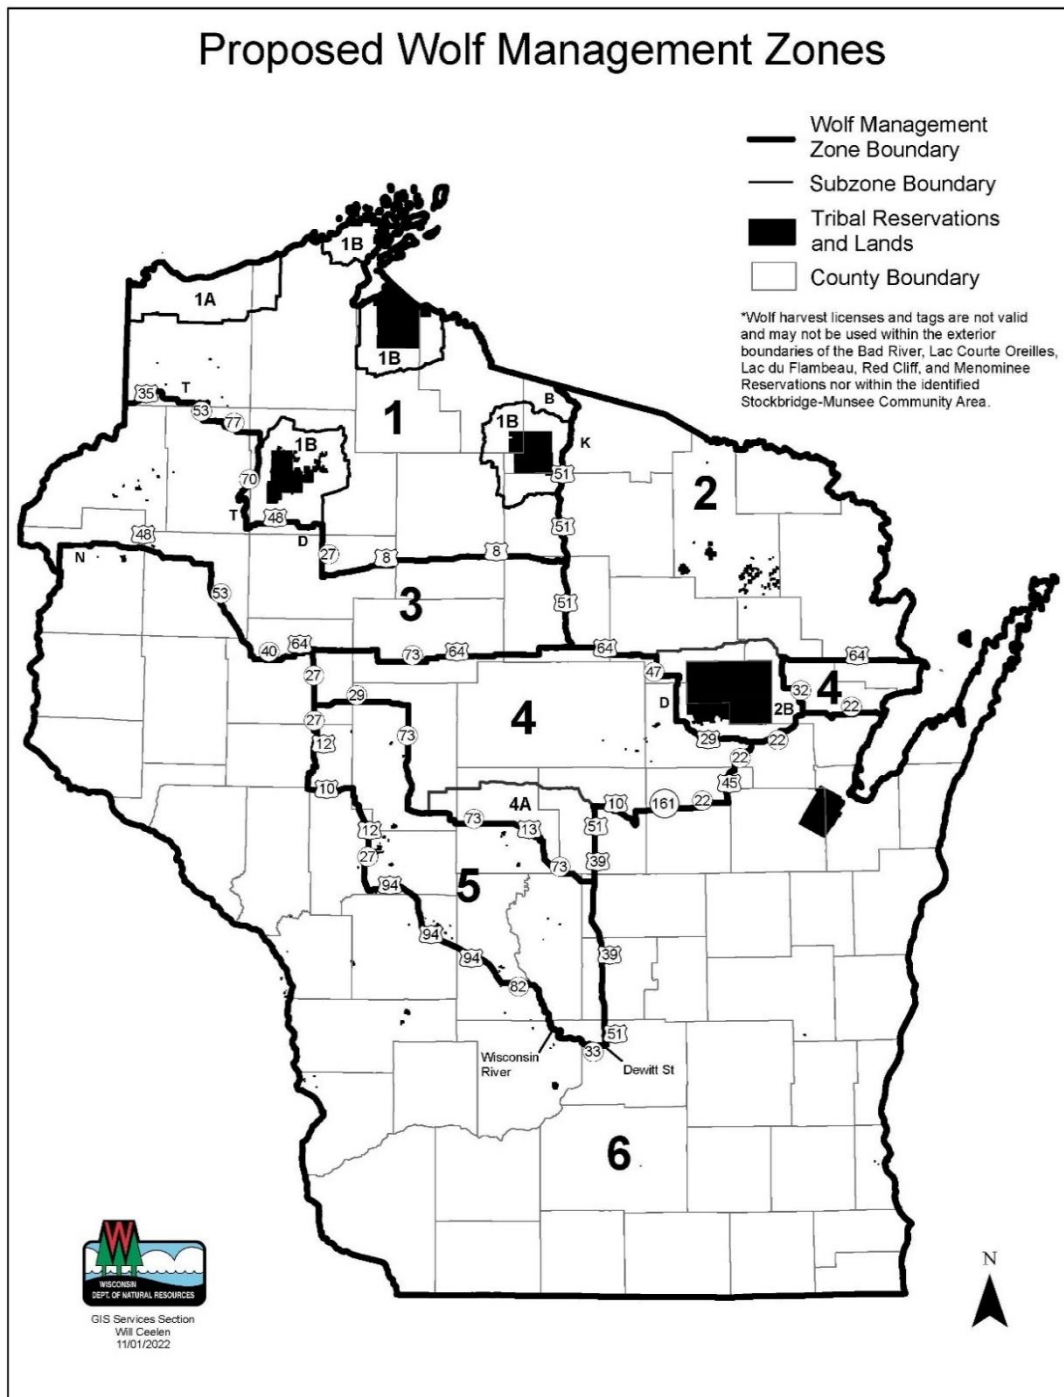 Proposed Wolf Management Zones
Wolf Management
Zone Boundary
Subzone Boundary
Tribal Reservations
and Lands
County Boundary
*Wolf harvest licenses and tags are not valid
and may not be used within the exterior
boundaries of the Bad River, Lac Courte Oreilles,
Lac du Flambeau, Red Cliff, and Menominee
Reservations nor within the identified
Stockbridge-Munsee Community Area.
1B
1A
1B
35
T
53
77
1
B
1B
K
1B
51
70
2
T
48
D
51
48
N
27
8
8
53
3
51
40
64
73
64
64
64
27
47
29
32
4
D
2B
22
27
4
12
73
29
22
22
45
10
4A
10
161
22
12
73
13
51
27
73
39
94
5
94
94
39
82
51
33
Wisconsin
River
Dewitt St
6
W
WISCONSIN
DEPT. OF NATURAL RESOURCES
GIS Services Section
Will Ceelen
11/01/2022
N